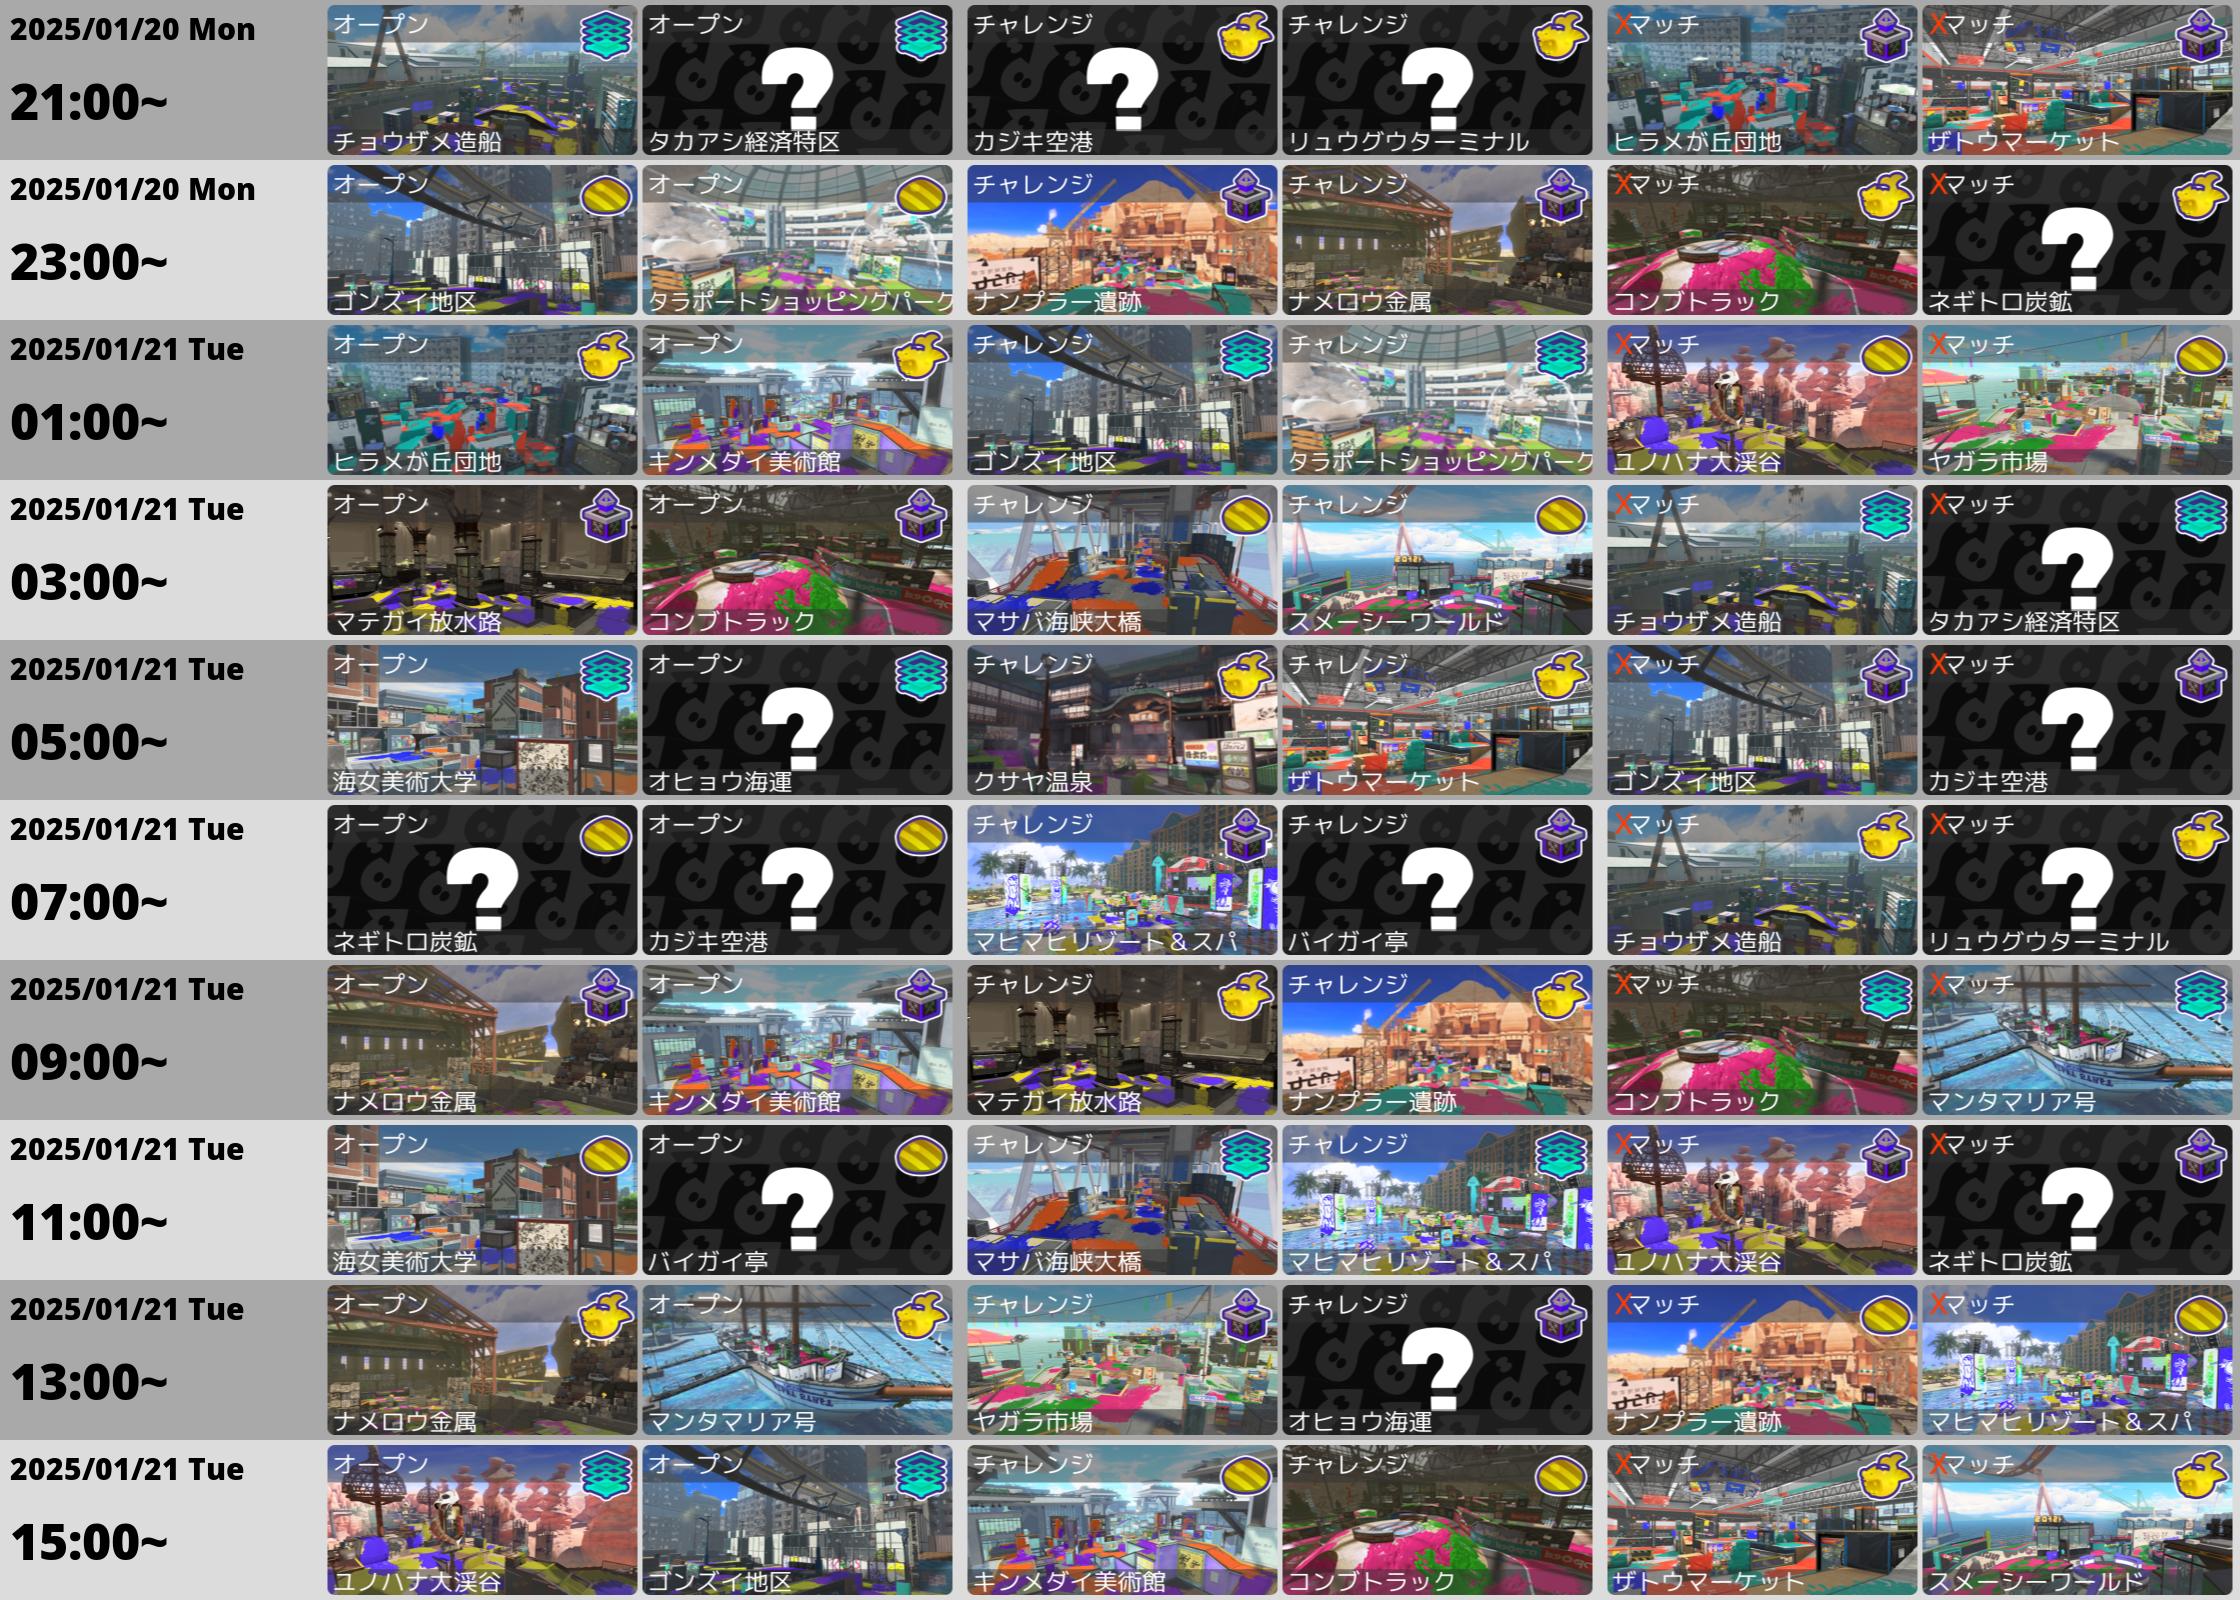 2025/01/20 Mon
21:00~
オープン
チョウザメ造船
オープン
タカアシ経済特区
チャレンジ
カジキ空港
チャレンジ
リュウグウターミナル
Xマッチ
ヒラメが丘団地
Xマッチ
ザトウマーケット
2025/01/20 Mon
23:00~
オープン
ゴンズイ地区
オープン
タラポートショッピングパーク
チャレンジ
ナンプラー遺跡
チャレンジ
ナメロウ金属
Xマッチ
コンブトラック
Xマッチ
ネギトロ炭鉱
2025/01/21 Tue
01:00~
オープン
ヒラメが丘団地
オープン
キンメダイ美術館
チャレンジ
ゴンズイ地区
チャレンジ
タラポートショッピングパーク
Xマッチ
ユノハナ大渓谷
Xマッチ
ヤガラ市場
2025/01/21 Tue
03:00~
オープン
マテガイ放水路
オープン
コンブトラック
チャレンジ
マサバ海峡大橋
チャレンジ
スメーシーワールド
Xマッチ
チョウザメ造船
Xマッチ
タカアシ経済特区
2025/01/21 Tue
05:00~
オープン
海女美術大学
オープン
オヒョウ海運
チャレンジ
クサヤ温泉
チャレンジ
ザトウマーケット
Xマッチ
ゴンズイ地区
Xマッチ
カジキ空港
2025/01/21 Tue
07:00~
オープン
ネギトロ炭鉱
オープン
カジキ空港
チャレンジ
マヒマヒリゾート＆スパ
チャレンジ
バイガイ亭
Xマッチ
チョウザメ造船
Xマッチ
リュウグウターミナル
2025/01/21 Tue
09:00~
オープン
ナメロウ金属
オープン
キンメダイ美術館
チャレンジ
マテガイ放水路
チャレンジ
ナンプラー遺跡
Xマッチ
コンブトラック
Xマッチ
マンタマリア号
2025/01/21 Tue
11:00~
オープン
海女美術大学
オープン
バイガイ亭
チャレンジ
マサバ海峡大橋
チャレンジ
マヒマヒリゾート＆スパ
Xマッチ
ユノハナ大渓谷
Xマッチ
ネギトロ炭鉱
2025/01/21 Tue
13:00~
オープン
ナメロウ金属
オープン
マンタマリア号
チャレンジ
ヤガラ市場
チャレンジ
オヒョウ海運
Xマッチ
ナンプラー遺跡
Xマッチ
マヒマヒリゾート＆スパ
2025/01/21 Tue
15:00~
オープン
ユノハナ大渓谷
オープン
ゴンズイ地区
チャレンジ
キンメダイ美術館
チャレンジ
コンブトラック
Xマッチ
ザトウマーケット
Xマッチ
スメーシーワールド